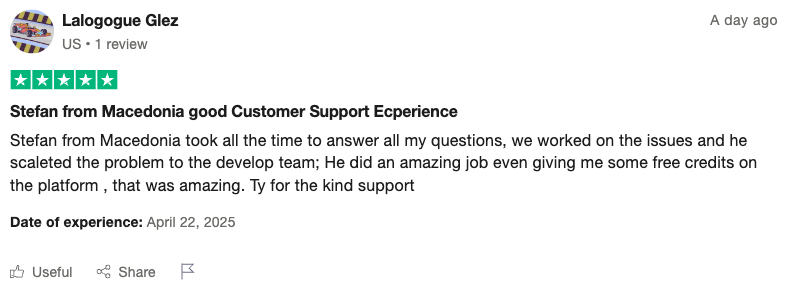 Lalogogue Glez
A day ago
US • 1 review
Stefan from Macedonia good Customer Support Ecperience
Stefan from Macedonia took all the time to answer all my questions, we worked on the issues and he
scaleted the problem to the develop team; He did an amazing job even giving me some free credits on
the platform , that was amazing. Ty for the kind support
Date of experience: April 22, 2025
Useful
Share